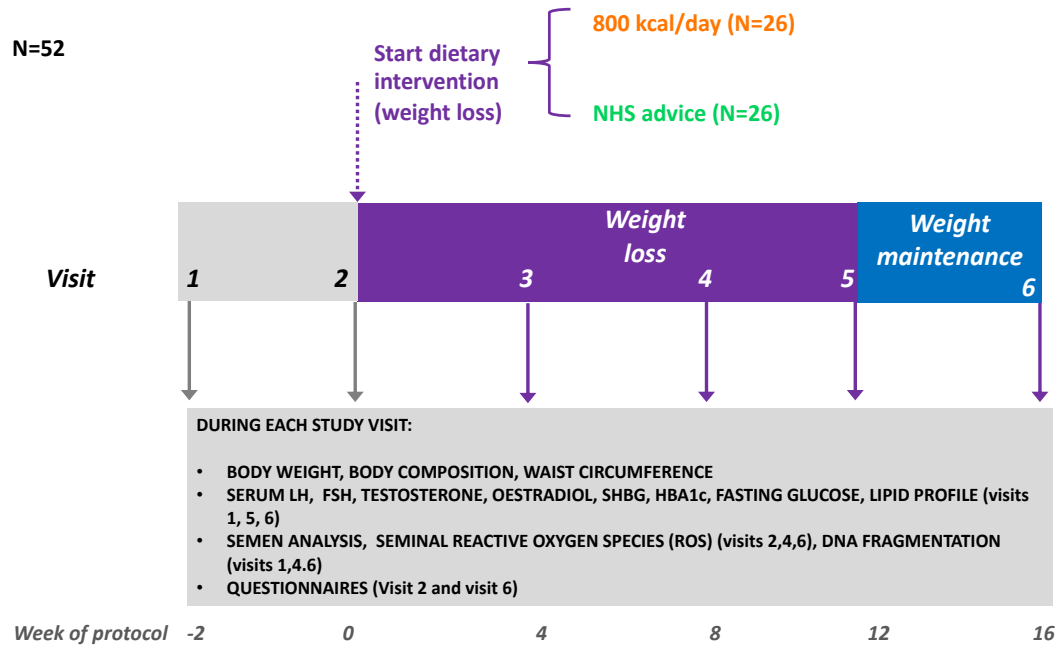 N=52
800 kcal/day (N=26)
Start dietary
intervention
(weight loss)
NHS advice (N=26)
Weight
loss
Weight
maintenance
Visit
1
2
3
4
5
6
DURING EACH STUDY VISIT:
• BODY WEIGHT, BODY COMPOSITION, WAIST CIRCUMFERENCE
• SERUM LH, FSH, TESTOSTERONE, OESTRADIOL, SHBG, HBA1c, FASTING GLUCOSE, LIPID PROFILE (visits
1, 5, 6)
• SEMEN ANALYSIS, SEMINAL REACTIVE OXYGEN SPECIES (ROS) (visits 2,4,6), DNA FRAGMENTATION
(visits 1,4.6)
• QUESTIONNAIRES (Visit 2 and visit 6)
Week of protocol -2 0 4 8 12 16